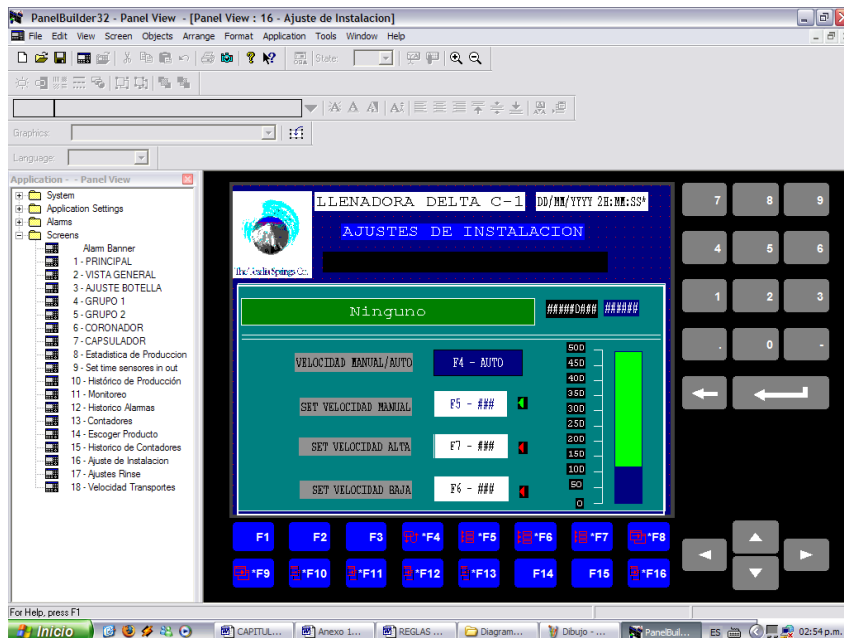 PanelBuilder32 - Panel View - [Panel View : 16 - Ajuste de Instalacion]
File Edit View Screen Objects Arrange Format Application Tools Window Help
State:
Graphics:
Language:
Application - - Panel View
System
Application Settings
Alarms
Screens
Alarm Banner
1 - PRINCIPAL
2 - VISTA GENERAL
3 - AJUSTE BOTELLA
4 - GRUPO 1
5 - GRUPO 2
6 - CORONADOR
7 - CAPSULADOR
8 - Estadistica de Produccion
9 - Set time sensores in out
10 - Histórico de Producción
11 - Monitoreo
12 - Historico Alarmas
13 - Contadores
14 - Escoger Producto
15 - Historico de Contadores
16 - Ajuste de Instalacion
17 - Ajustes Rinse
18 - Velocidad Transportes
LLENADORA DELTA C-1 DD/MM/YYYY 2H:MM:SS*
AJUSTES DE INSTALACION
Ninguno #####D### ######
VELOCIDAD MANUAL/AUTO F4 - AUTO
SET VELOCIDAD MANUAL F5 - ###
SET VELOCIDAD ALTA F7 - ###
SET VELOCIDAD BAJA F6 - ###
500
450
400
350
300
250
200
150
100
50
0
7 8 9
4 5 6
1 2 3
. 0 -
F1 F2 F3 *F4 *F5 *F6 *F7 *F8
*F9 *F10 *F11 *F12 *F13 F14 F15 *F16
For Help, press F1
Inicio CAPITUL... Anexo 1... REGLAS ... Diagram... Dibujo - ... PanelBuil... ES 02:54 p.m.